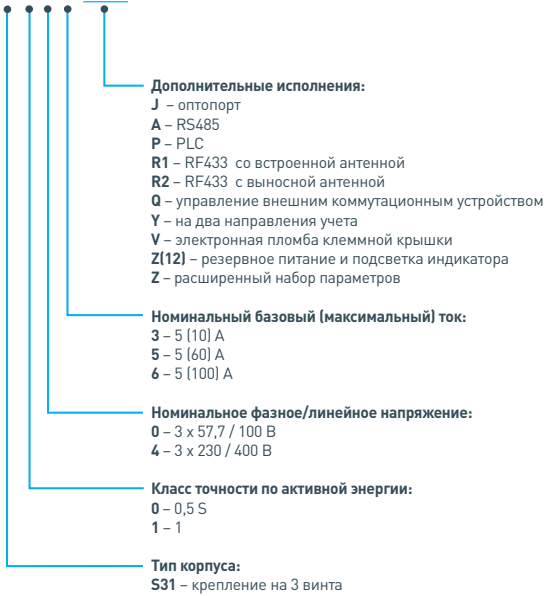 Дополнительные исполнения:
J – оптопорт
A – RS485
P – PLC
R1 – RF433 со встроенной антенной
R2 – RF433 с выносной антенной
Q – управление внешним коммутационным устройством
Y – на два направления учета
V – электронная пломба клеммной крышки
Z(12) – резервное питание и подсветка индикатора
Z – расширенный набор параметров
Номинальный базовый (максимальный) ток:
3 – 5 (10) А
5 – 5 (60) А
6 – 5 (100) А
Номинальное фазное/линейное напряжение:
0 – 3 x 57,7 / 100 В
4 – 3 x 230 / 400 В
Класс точности по активной энергии:
0 – 0,5 S
1 – 1
Тип корпуса:
S31 – крепление на 3 винта